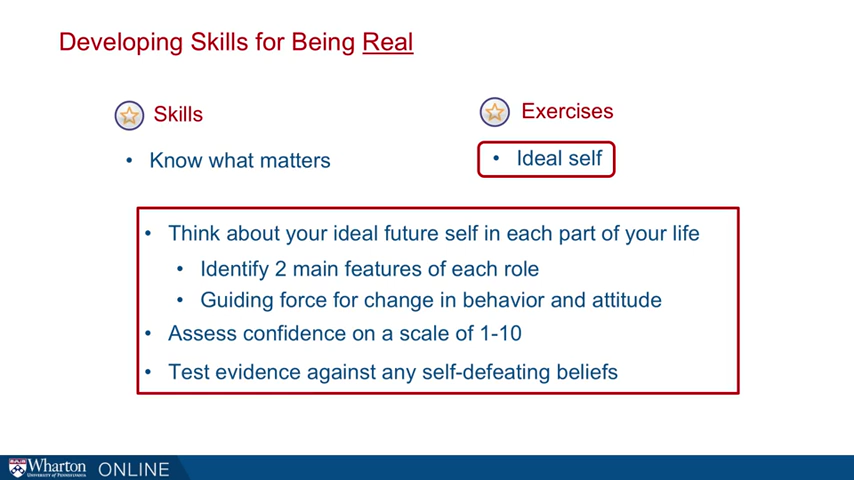 Developing Skills for Being Real
Skills
• Know what matters
Exercises
• Ideal self
• Think about your ideal future self in each part of your life
• Identify 2 main features of each role
• Guiding force for change in behavior and attitude
• Assess confidence on a scale of 1-10
• Test evidence against any self-defeating beliefs
Wharton ONLINE
UNIVERSITY of PENNSYLVANIA